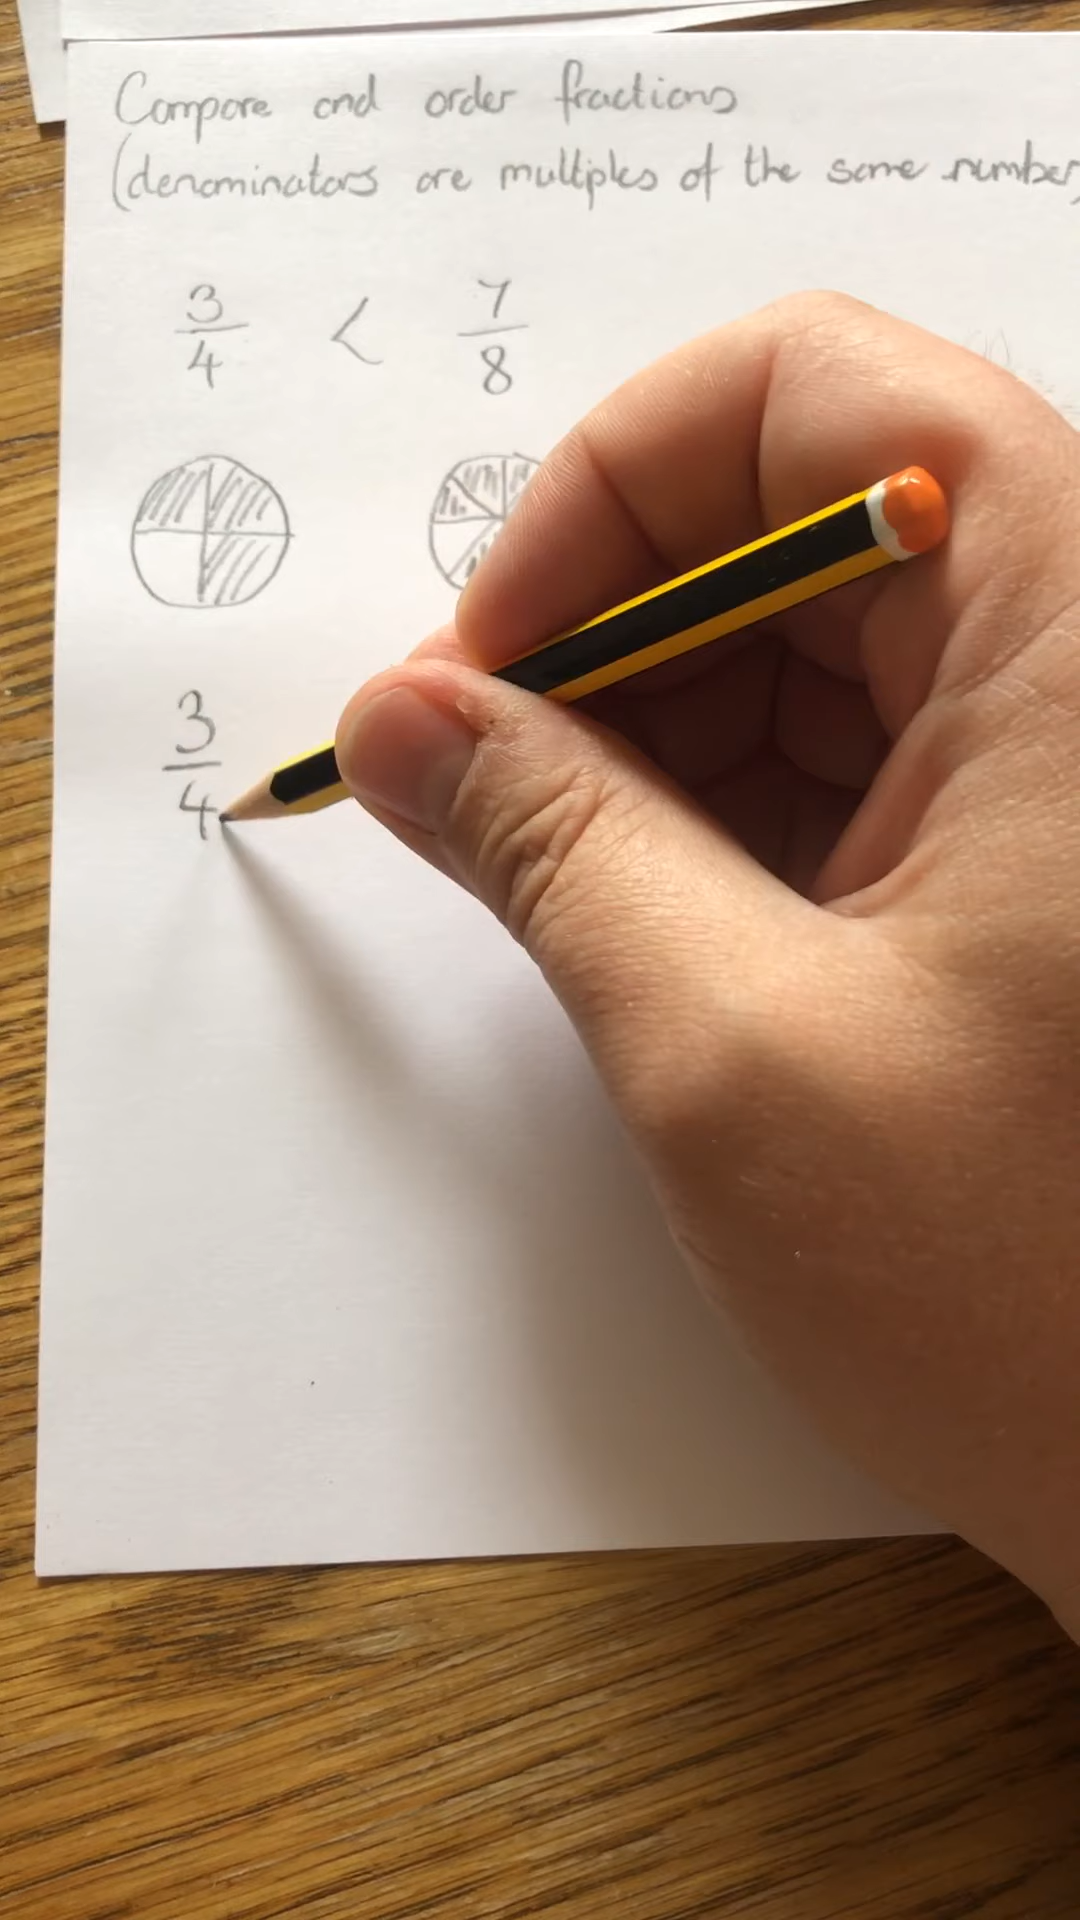 Compare and order fractions
(denominators are multiples of the same number)
3/4 < 7/8
3/4